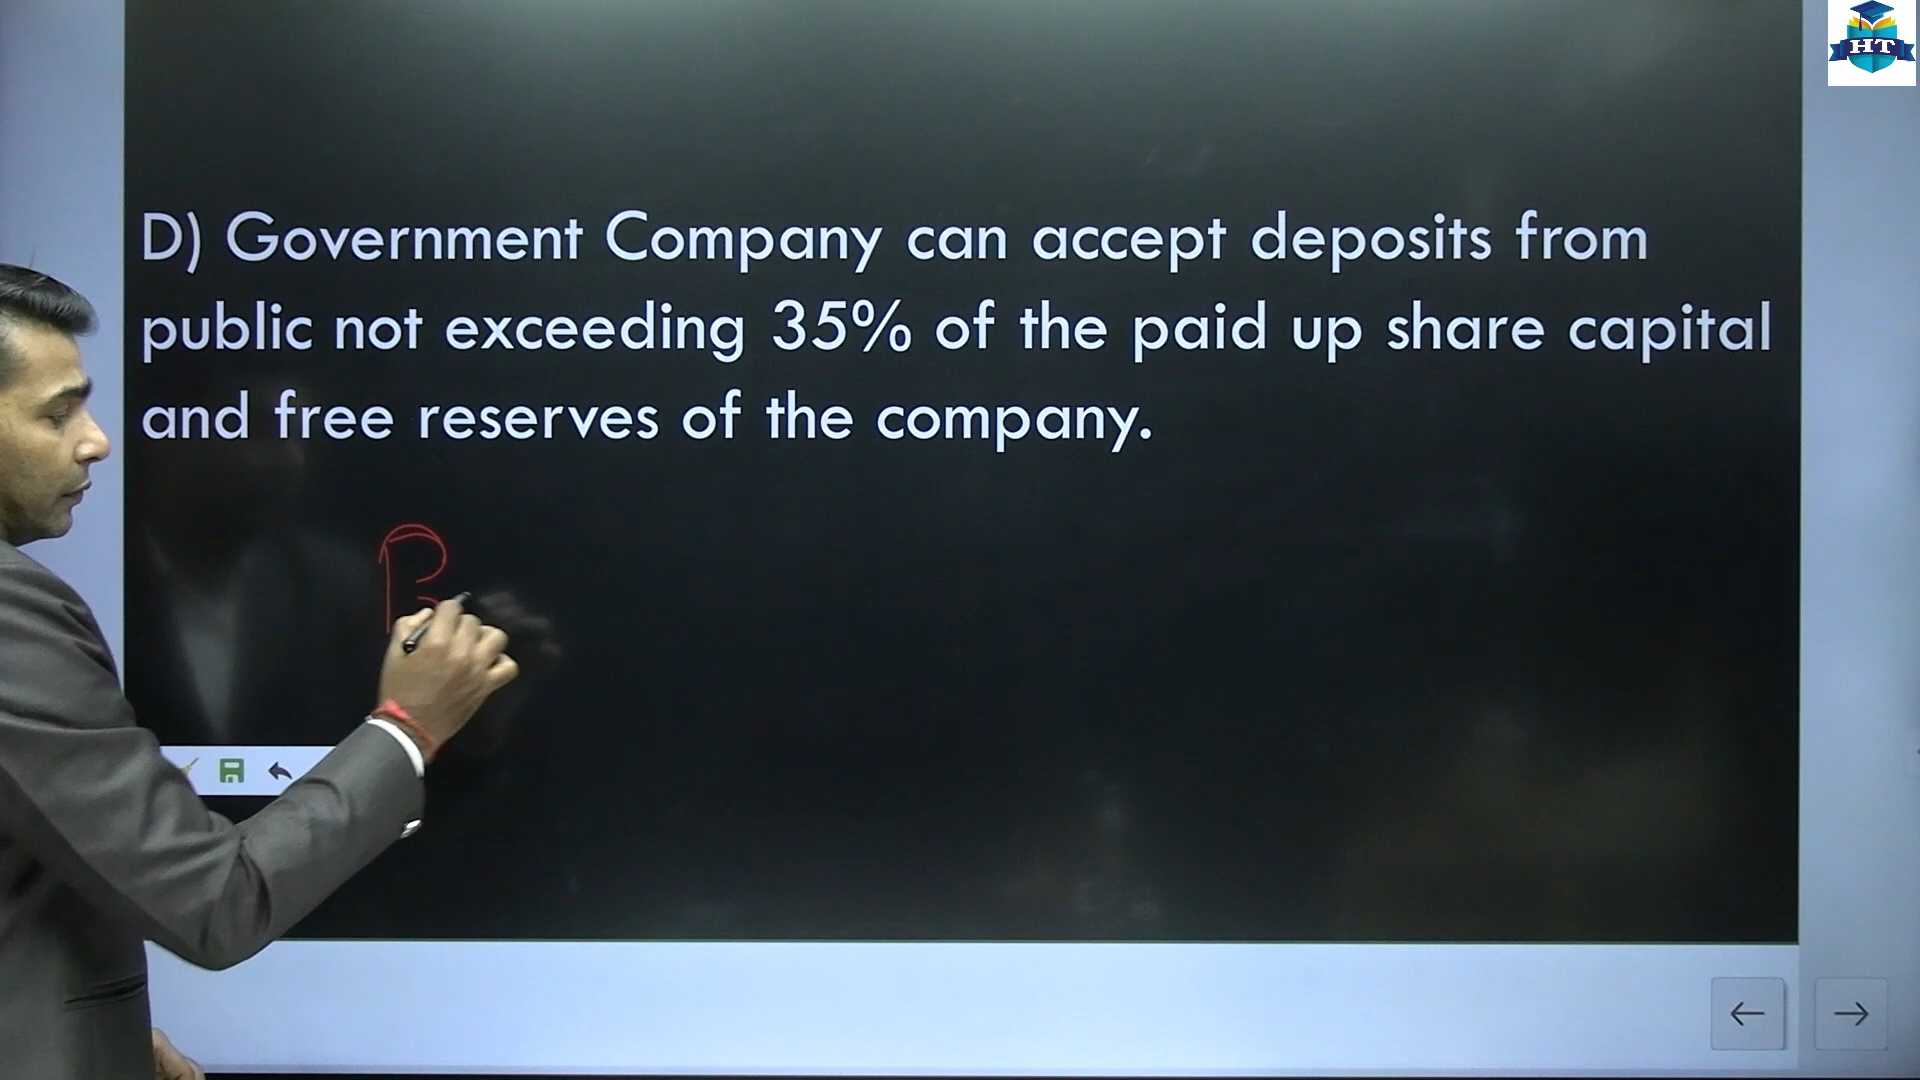 HT
D) Government Company can accept deposits from
public not exceeding 35% of the paid up share capital
and free reserves of the company.